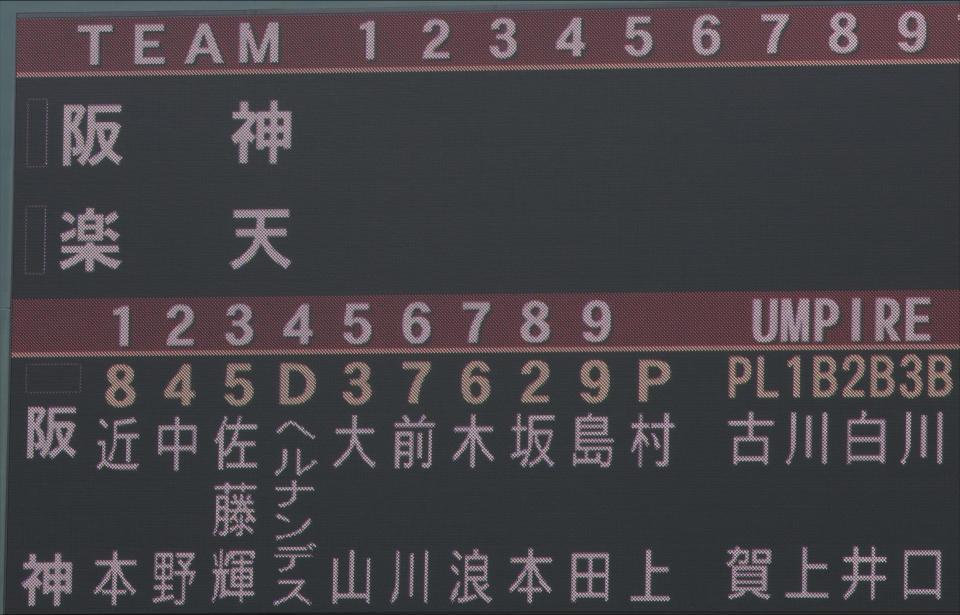 TEAM 1 2 3 4 5 6 7 8 9
阪神
楽天
1 2 3 4 5 6 7 8 9 UMPIRE
8 4 5 D 3 7 6 2 9 P PL 1B 2B 3B
阪神
近本
中野
佐藤輝
ヘルナンデス
大山
前川
木浪
坂本
島田
村上
古賀
川上
白井
川口